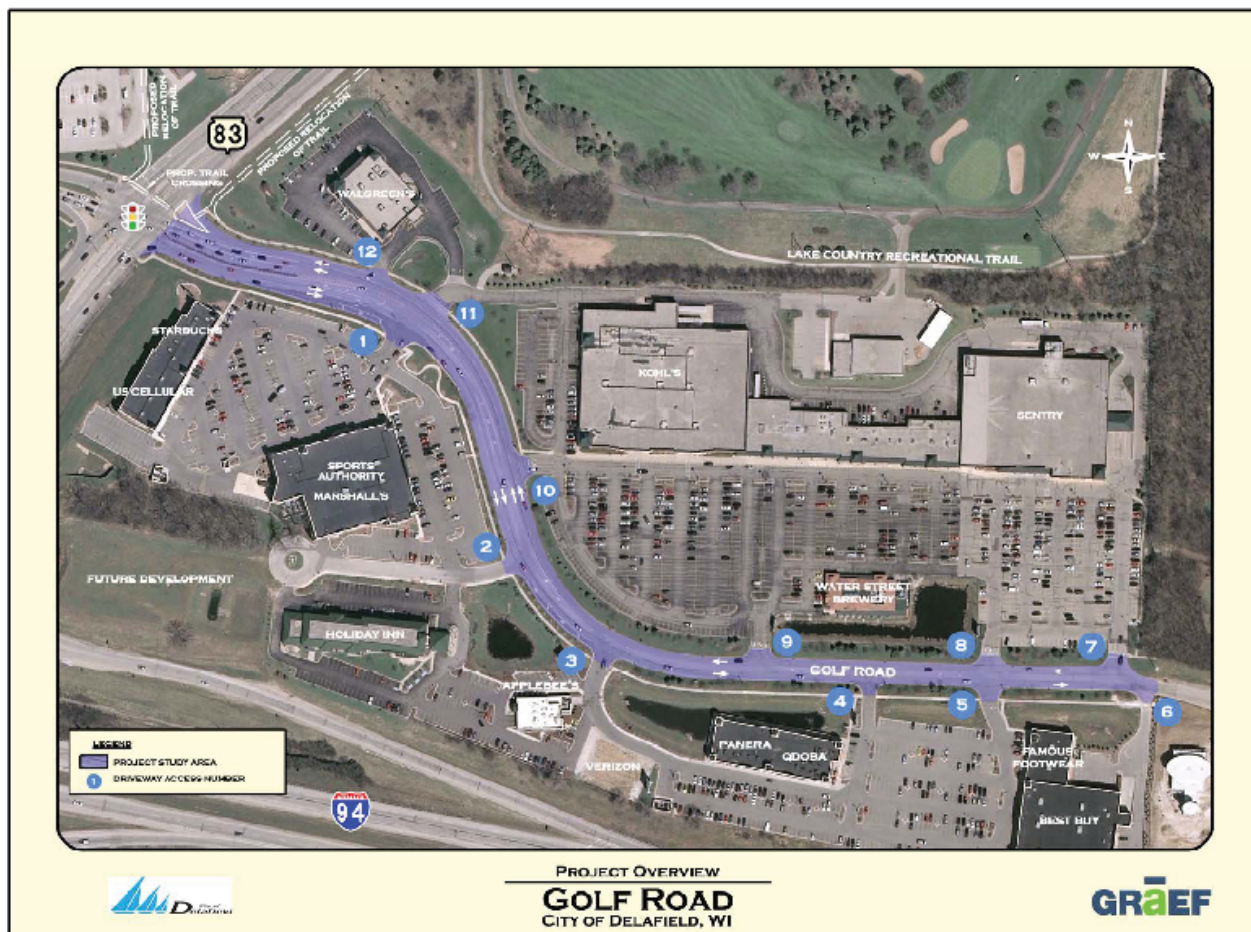 PROPOSED
RELOCATION
OF TRAIL
83
PROPOSED RELOCATION
OF TRAIL
PROP. TRAIL
CROSSING
WALGREEN'S
N
W E
S
LAKE COUNTRY RECREATIONAL TRAIL
12
11
STARBUCKS
1
US CELLULAR
KOHL'S
SENTRY
SPORTS
AUTHORITY
MARSHALL'S
10
2
FUTURE DEVELOPMENT
WATER STREET
BREWERY
HOLIDAY INN
9
8
7
3
GOLF ROAD
APPLEBEE'S
4
5
6
PANERA
QDOBA
FAMOUS
FOOTWEAR
VERIZON
BEST BUY
LEGEND
PROJECT STUDY AREA
1 DRIVEWAY ACCESS NUMBER
94
PROJECT OVERVIEW
GOLF ROAD
CITY OF DELAFIELD, WI
Delafield
GRaEF